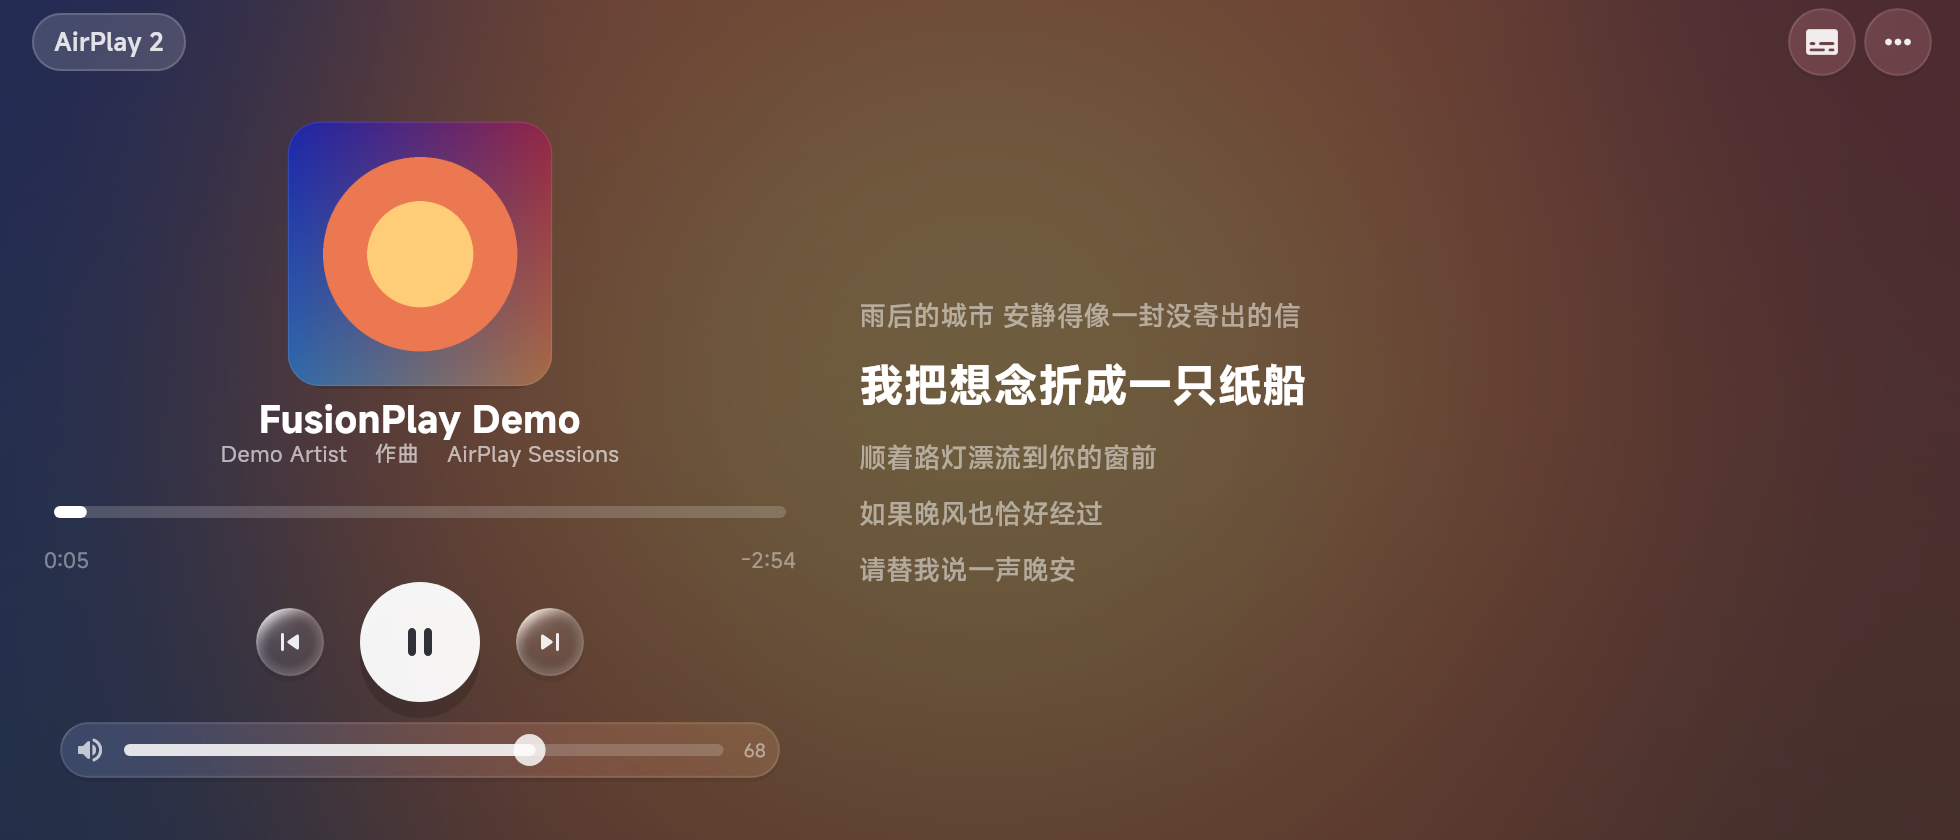 AirPlay 2
FusionPlay Demo
Demo Artist 作曲 AirPlay Sessions
0:05
-2:54
68
雨后的城市 安静得像一封没寄出的信
我把想念折成一只纸船
顺着路灯漂流到你的窗前
如果晚风也恰好经过
请替我说一声晚安